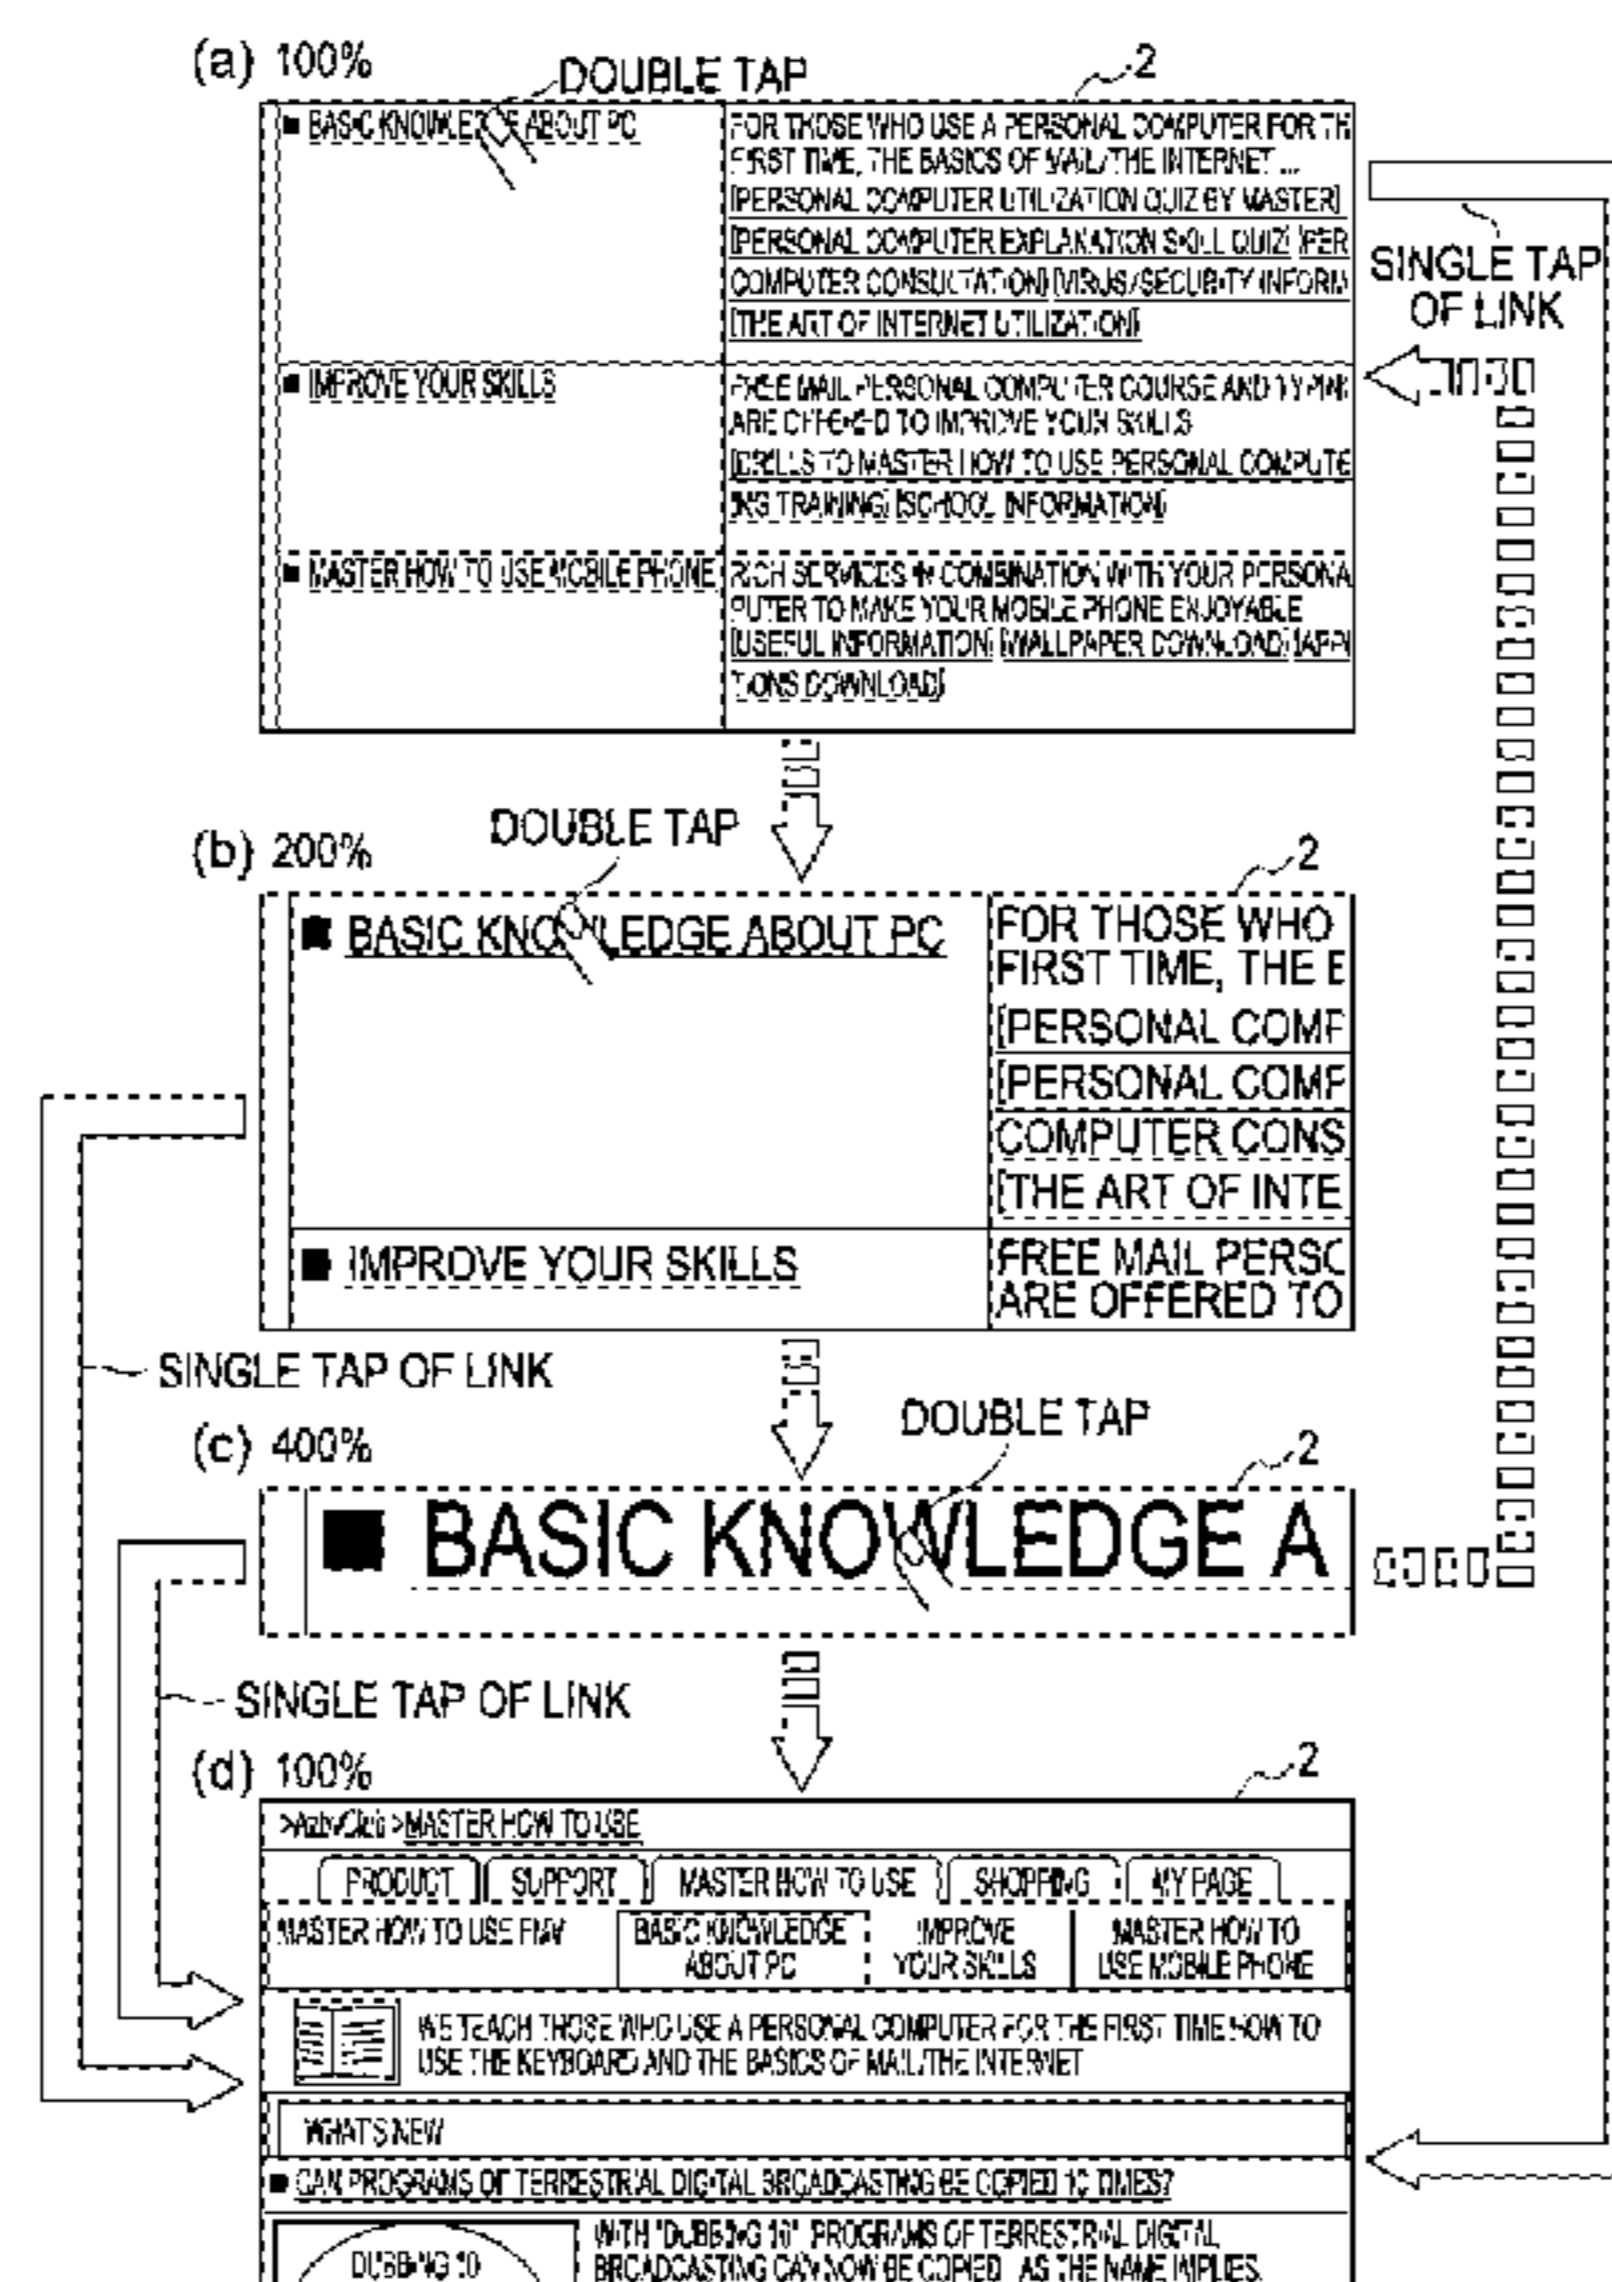 (a) 100%
DOUBLE TAP
2
■ BASIC KNOWLEDGE ABOUT PC
FOR THOSE WHO USE A PERSONAL COMPUTER FOR TH
FIRST TIME, THE BASICS OF MAIL/THE INTERNET ...
[PERSONAL COMPUTER UTILIZATION QUIZ BY MASTER]
[PERSONAL COMPUTER EXPLANATION SKILL QUIZ] [PER
COMPUTER CONSULTATION] [VIRUS/SECURITY INFORM
[THE ART OF INTERNET UTILIZATION]
SINGLE TAP
OF LINK
■ IMPROVE YOUR SKILLS
FREE MAIL PERSONAL COMPUTER COURSE AND TYPIN
ARE OFFERED TO IMPROVE YOUR SKILLS
[DRILLS TO MASTER HOW TO USE PERSONAL COMPUTE
TRAINING] [SCHOOL INFORMATION]
■ MASTER HOW TO USE MOBILE PHONE
RICH SERVICES IN COMBINATION WITH YOUR PERSONA
PUTER TO MAKE YOUR MOBILE PHONE ENJOYABLE
[USEFUL INFORMATION] [WALLPAPER DOWNLOAD] [APPL
TIONS DOWNLOAD]
(b) 200%
DOUBLE TAP
2
■ BASIC KNOWLEDGE ABOUT PC
FOR THOSE WHO
FIRST TIME, THE B
[PERSONAL COMP
[PERSONAL COMP
COMPUTER CONS
[THE ART OF INTE
■ IMPROVE YOUR SKILLS
FREE MAIL PERSO
ARE OFFERED TO
SINGLE TAP OF LINK
(c) 400%
DOUBLE TAP
2
■ BASIC KNOWLEDGE A
SINGLE TAP OF LINK
(d) 100%
2
>MASTER HOW TO USE
PRODUCT SUPPORT MASTER HOW TO USE SHOPPING MY PAGE
MASTER HOW TO USE FMV
BASIC KNOWLEDGE
ABOUT PC
IMPROVE
YOUR SKILLS
MASTER HOW TO
USE MOBILE PHONE
WE TEACH THOSE WHO USE A PERSONAL COMPUTER FOR THE FIRST TIME HOW TO
USE THE KEYBOARD AND THE BASICS OF MAIL/THE INTERNET
WHAT'S NEW
■ CAN PROGRAMS OF TERRESTRIAL DIGITAL BROADCASTING BE COPIED 10 TIMES?
DUBBING 10
WITH "DUBBING 10" PROGRAMS OF TERRESTRIAL DIGITAL
BROADCASTING CAN NOW BE COPIED. AS THE NAME IMPLIES,